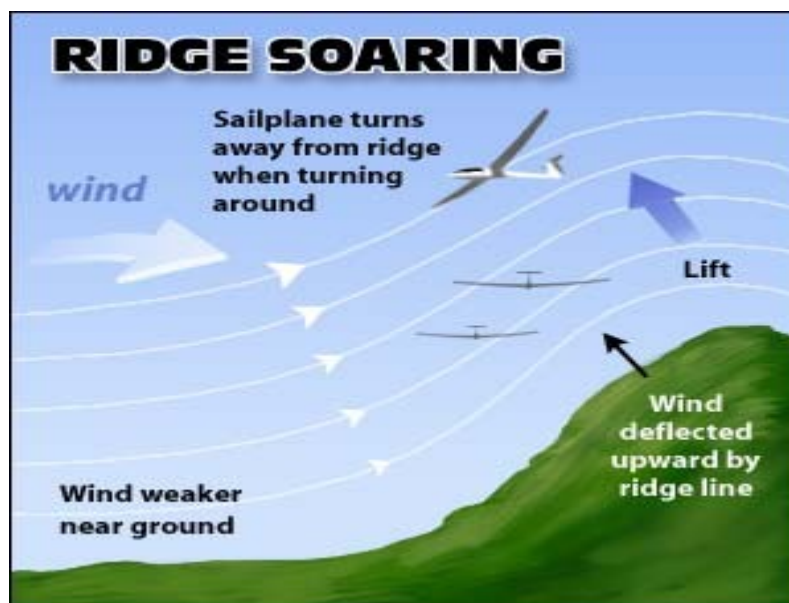 RIDGE SOARING
Sailplane turns
away from ridge
when turning
around
wind
Lift
Wind
deflected
upward by
ridge line
Wind weaker
near ground